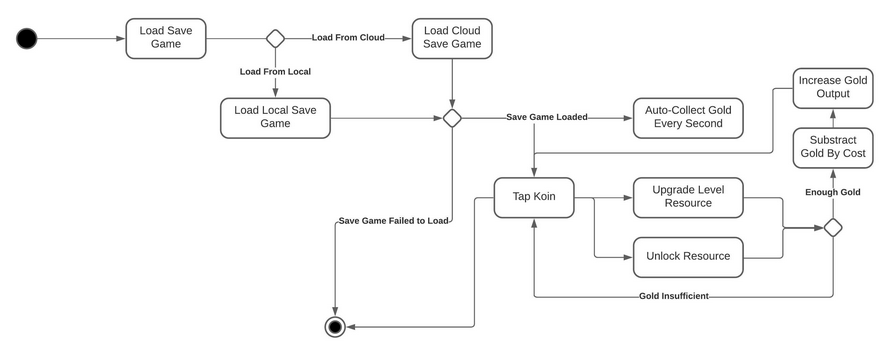 Load Save
Game
Load From Cloud
Load Cloud
Save Game
Load From Local
Load Local Save
Game
Save Game Loaded
Auto-Collect Gold
Every Second
Increase Gold
Output
Substract
Gold By Cost
Enough Gold
Tap Koin
Upgrade Level
Resource
Unlock Resource
Save Game Failed to Load
Gold Insufficient